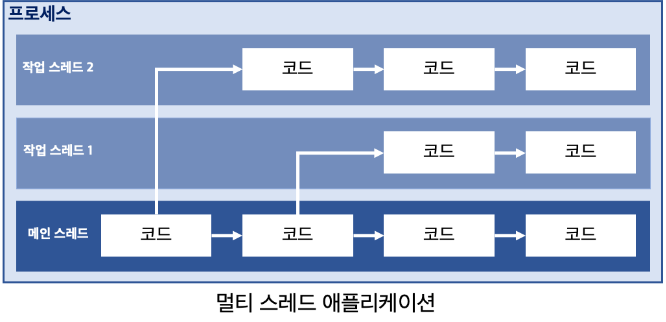 프로세스
작업 스레드 2
코드 코드 코드
작업 스레드 1
코드 코드
메인 스레드
코드 코드 코드 코드
멀티 스레드 애플리케이션